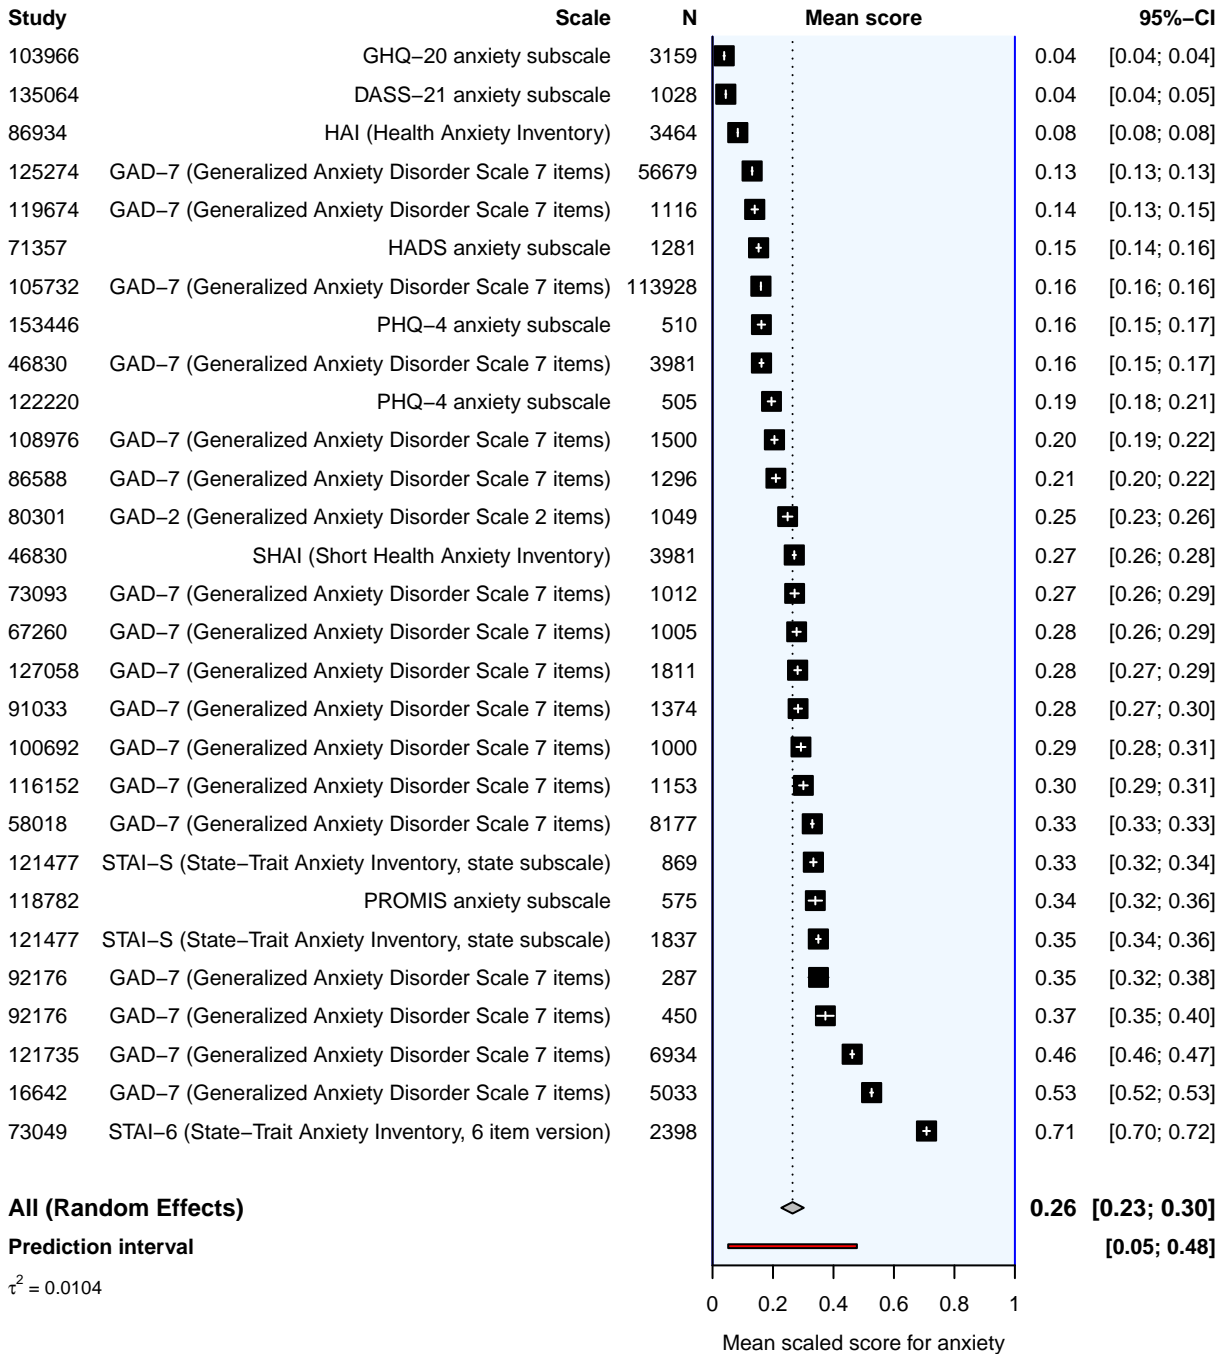 Study Scale N Mean score 95%−CI
103966 GHQ−20 anxiety subscale 3159 0.04 [0.04; 0.04]
135064 DASS−21 anxiety subscale 1028 0.04 [0.04; 0.05]
86934 HAI (Health Anxiety Inventory) 3464 0.08 [0.08; 0.08]
125274 GAD−7 (Generalized Anxiety Disorder Scale 7 items) 56679 0.13 [0.13; 0.13]
119674 GAD−7 (Generalized Anxiety Disorder Scale 7 items) 1116 0.14 [0.13; 0.15]
71357 HADS anxiety subscale 1281 0.15 [0.14; 0.16]
105732 GAD−7 (Generalized Anxiety Disorder Scale 7 items) 113928 0.16 [0.16; 0.16]
153446 PHQ−4 anxiety subscale 510 0.16 [0.15; 0.17]
46830 GAD−7 (Generalized Anxiety Disorder Scale 7 items) 3981 0.16 [0.15; 0.17]
122220 PHQ−4 anxiety subscale 505 0.19 [0.18; 0.21]
108976 GAD−7 (Generalized Anxiety Disorder Scale 7 items) 1500 0.20 [0.19; 0.22]
86588 GAD−7 (Generalized Anxiety Disorder Scale 7 items) 1296 0.21 [0.20; 0.22]
80301 GAD−2 (Generalized Anxiety Disorder Scale 2 items) 1049 0.25 [0.23; 0.26]
46830 SHAI (Short Health Anxiety Inventory) 3981 0.27 [0.26; 0.28]
73093 GAD−7 (Generalized Anxiety Disorder Scale 7 items) 1012 0.27 [0.26; 0.29]
67260 GAD−7 (Generalized Anxiety Disorder Scale 7 items) 1005 0.28 [0.26; 0.29]
127058 GAD−7 (Generalized Anxiety Disorder Scale 7 items) 1811 0.28 [0.27; 0.29]
91033 GAD−7 (Generalized Anxiety Disorder Scale 7 items) 1374 0.28 [0.27; 0.30]
100692 GAD−7 (Generalized Anxiety Disorder Scale 7 items) 1000 0.29 [0.28; 0.31]
116152 GAD−7 (Generalized Anxiety Disorder Scale 7 items) 1153 0.30 [0.29; 0.31]
58018 GAD−7 (Generalized Anxiety Disorder Scale 7 items) 8177 0.33 [0.33; 0.33]
121477 STAI−S (State−Trait Anxiety Inventory, state subscale) 869 0.33 [0.32; 0.34]
118782 PROMIS anxiety subscale 575 0.34 [0.32; 0.36]
121477 STAI−S (State−Trait Anxiety Inventory, state subscale) 1837 0.35 [0.34; 0.36]
92176 GAD−7 (Generalized Anxiety Disorder Scale 7 items) 287 0.35 [0.32; 0.38]
92176 GAD−7 (Generalized Anxiety Disorder Scale 7 items) 450 0.37 [0.35; 0.40]
121735 GAD−7 (Generalized Anxiety Disorder Scale 7 items) 6934 0.46 [0.46; 0.47]
16642 GAD−7 (Generalized Anxiety Disorder Scale 7 items) 5033 0.53 [0.52; 0.53]
73049 STAI−6 (State−Trait Anxiety Inventory, 6 item version) 2398 0.71 [0.70; 0.72]
All (Random Effects) 0.26 [0.23; 0.30]
Prediction interval [0.05; 0.48]
τ² = 0.0104
0 0.2 0.4 0.6 0.8 1
Mean scaled score for anxiety